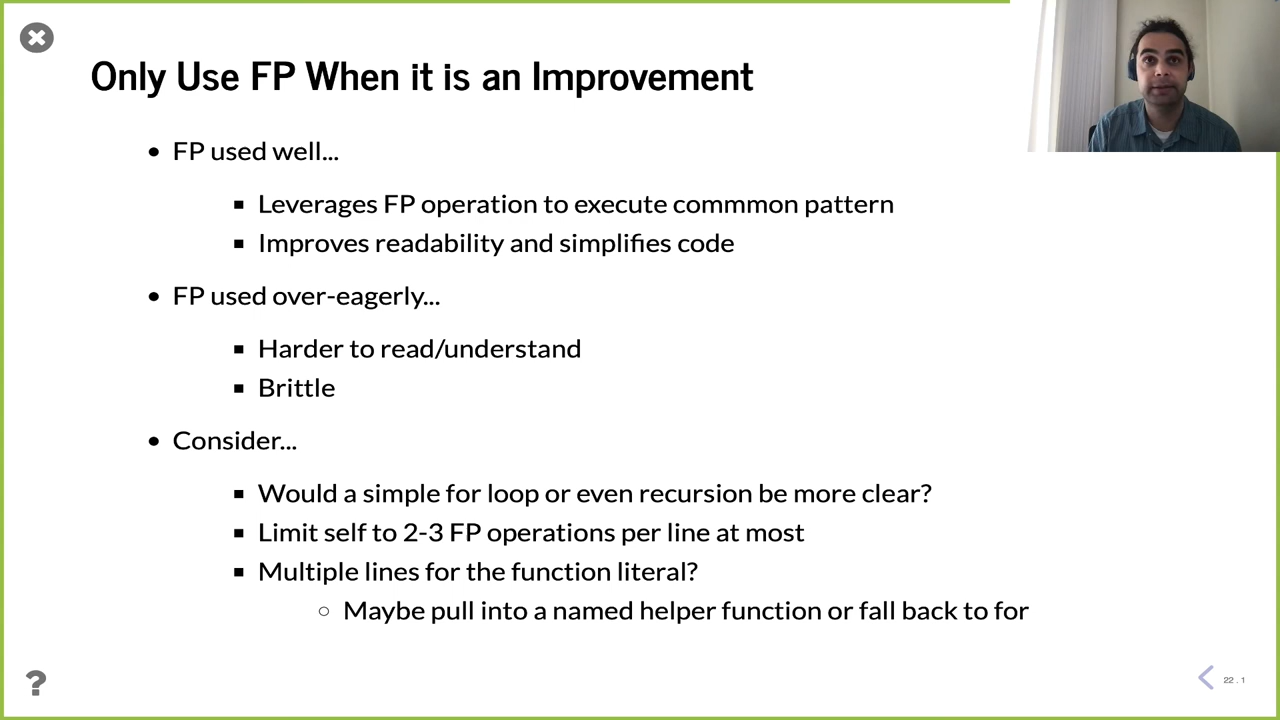 Only Use FP When it is an Improvement
FP used well...
Leverages FP operation to execute commmon pattern
Improves readability and simplifies code
FP used over-eagerly...
Harder to read/understand
Brittle
Consider...
Would a simple for loop or even recursion be more clear?
Limit self to 2-3 FP operations per line at most
Multiple lines for the function literal?
Maybe pull into a named helper function or fall back to for
22 . 1